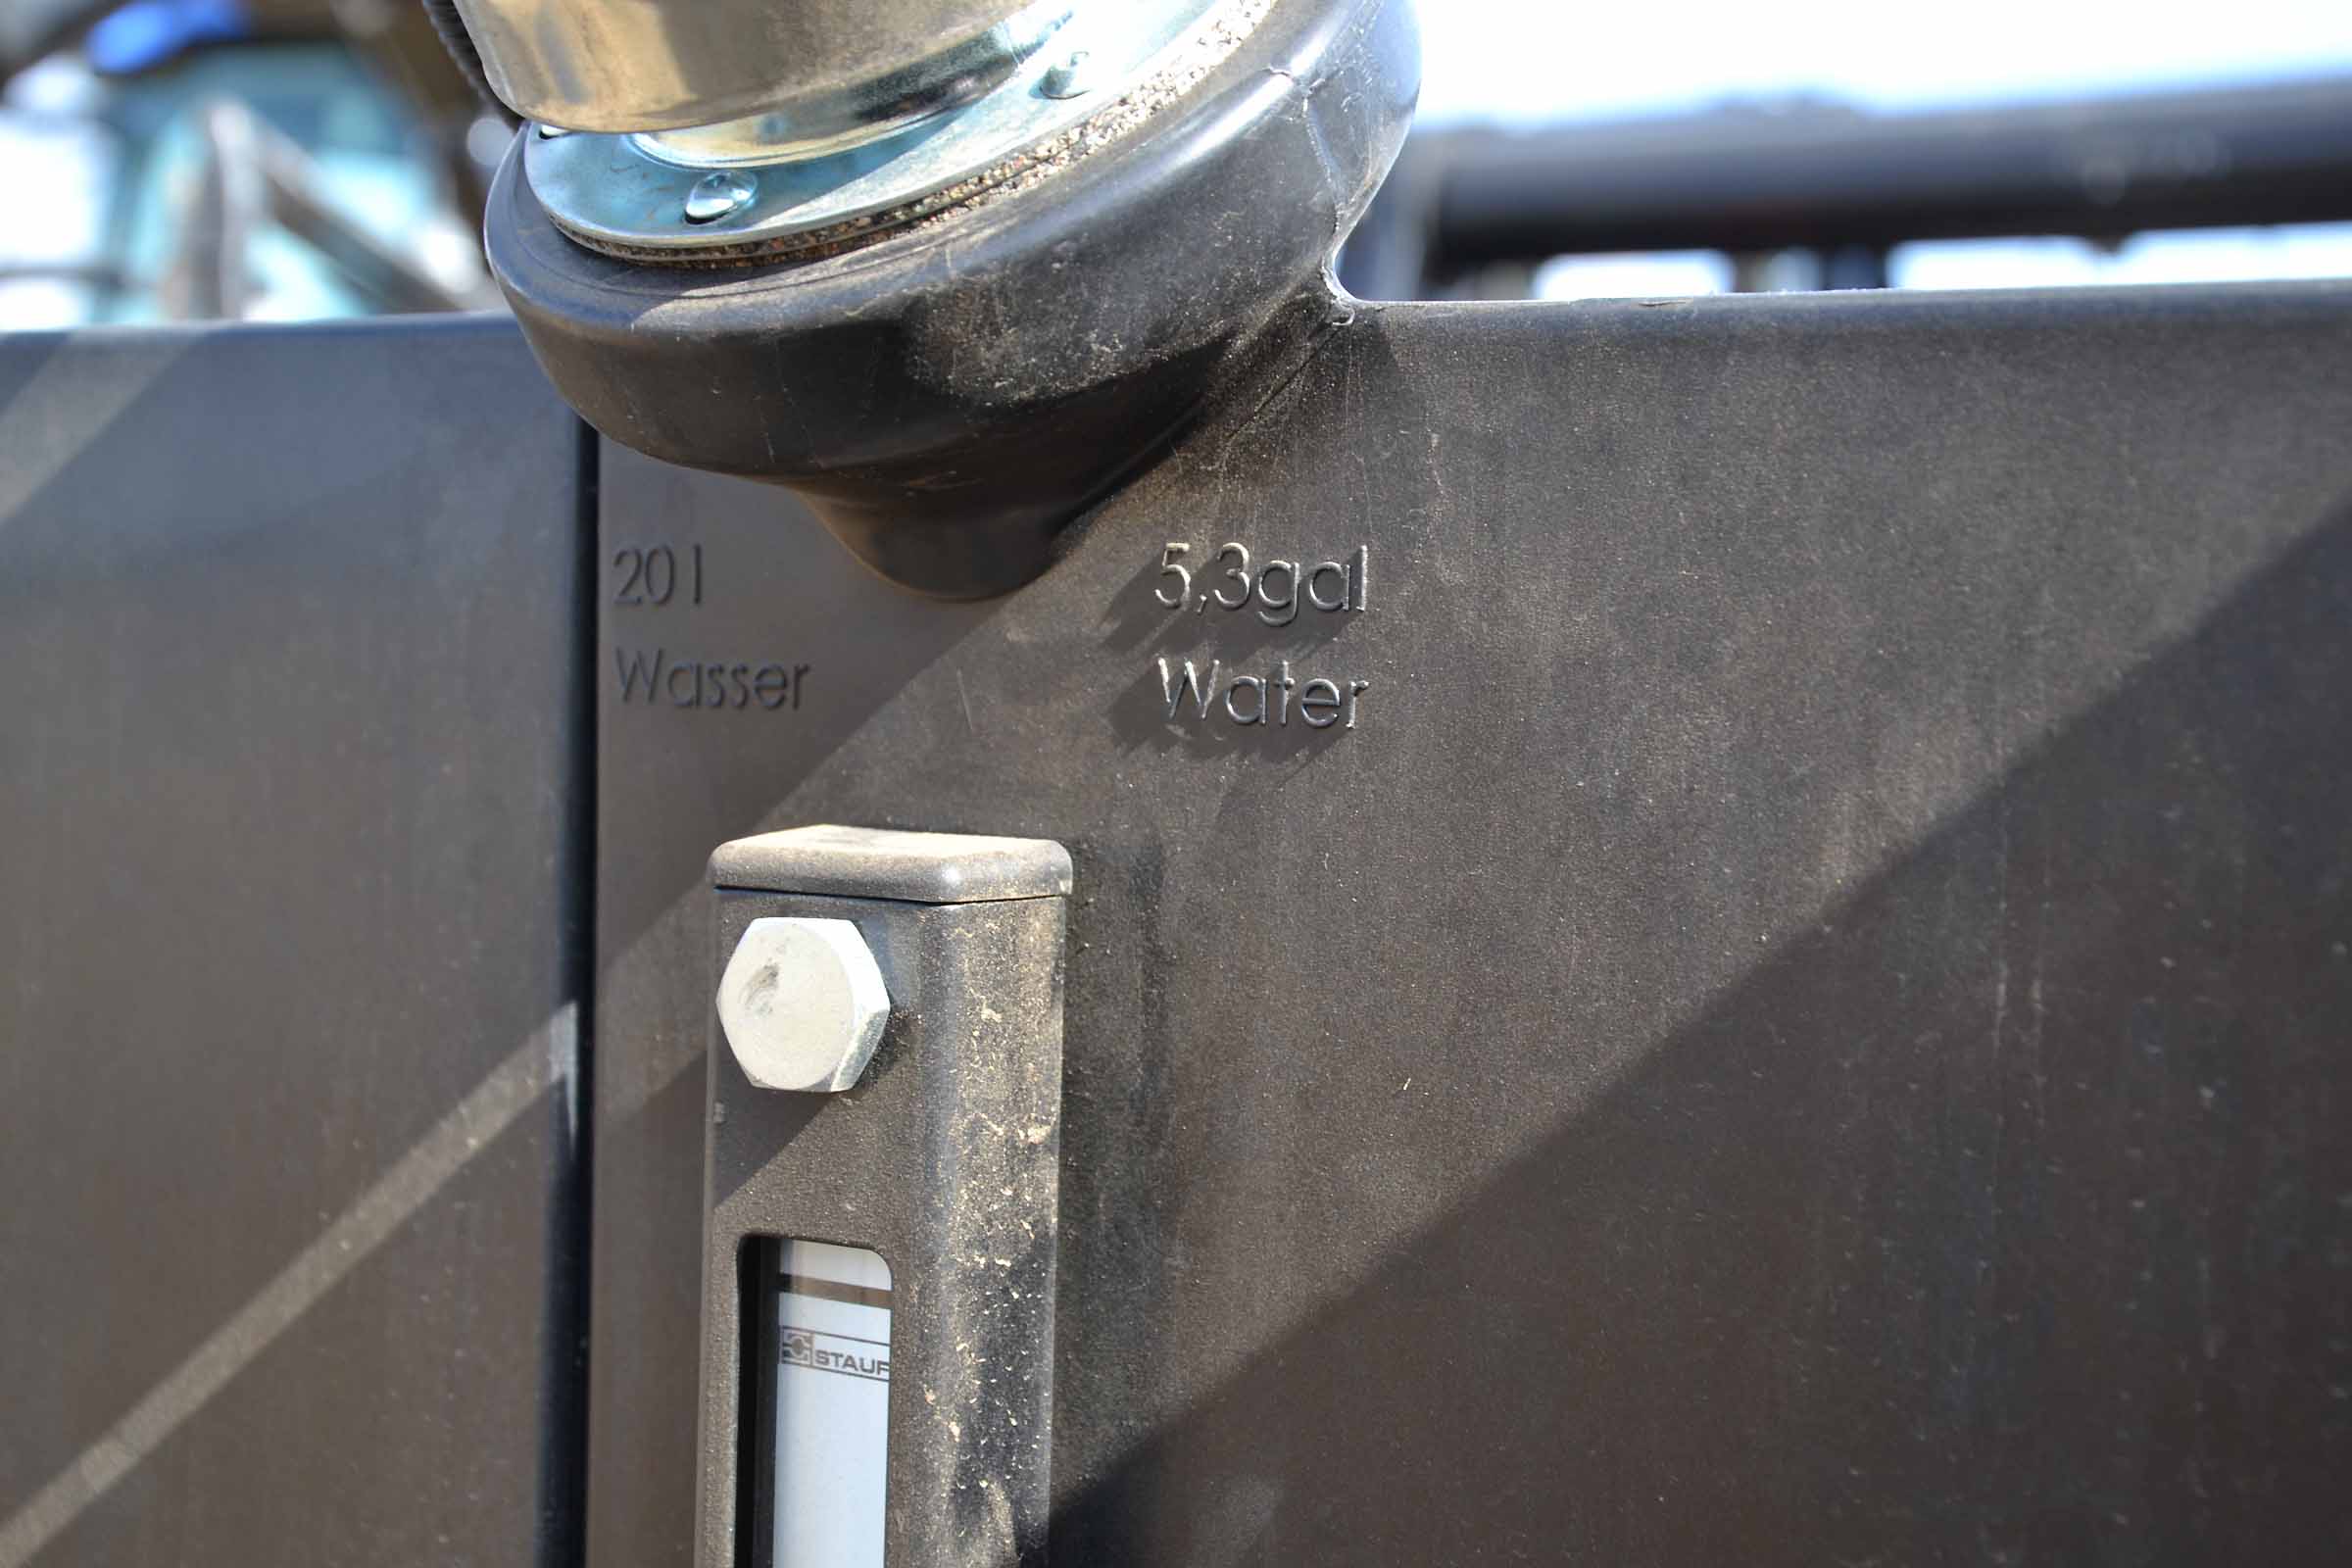 20 l
Wasser
5,3gal
Water
STAUF